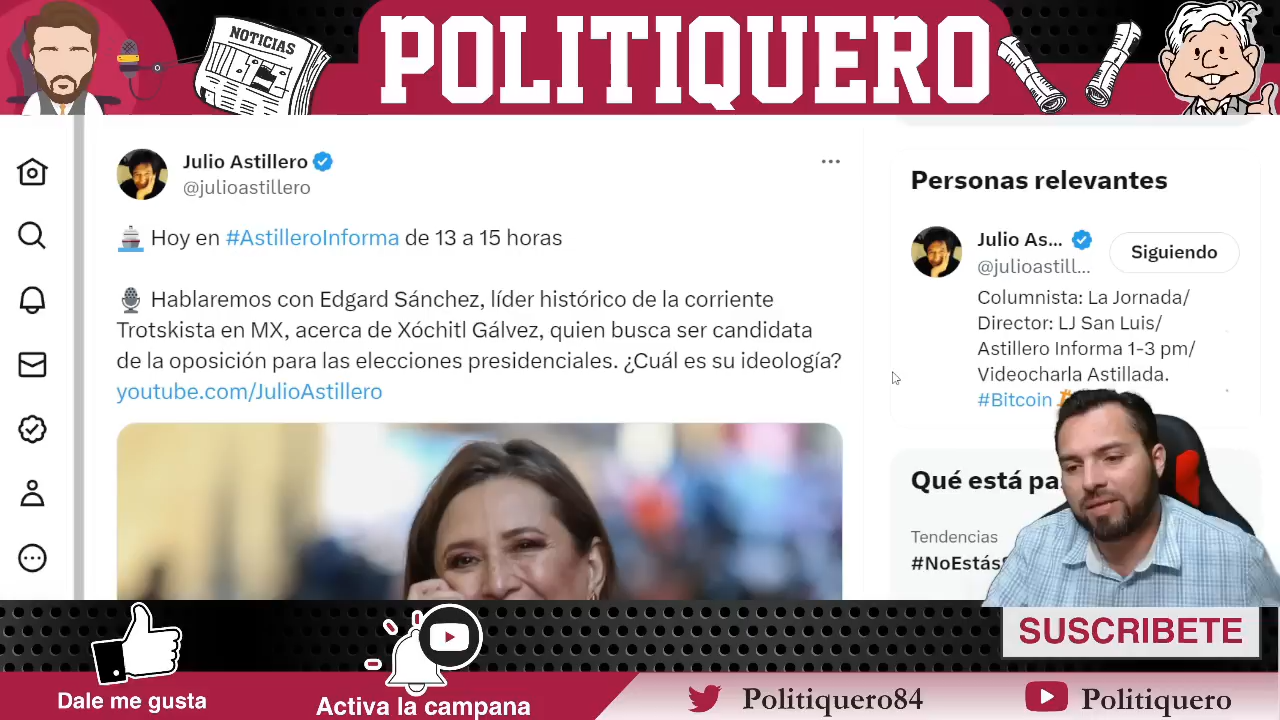 NOTICIAS
POLITIQUERO
Julio Astillero
@julioastillero
Hoy en #AstilleroInforma de 13 a 15 horas
Hablaremos con Edgard Sánchez, líder histórico de la corriente
Trotskista en MX, acerca de Xóchitl Gálvez, quien busca ser candidata
de la oposición para las elecciones presidenciales. ¿Cuál es su ideología?
youtube.com/JulioAstillero
Personas relevantes
Julio As...
Siguiendo
@julioastill...
Columnista: La Jornada/
Director: LJ San Luis/
Astillero Informa 1-3 pm/
Videocharla Astillada.
#Bitcoin
Qué está pa
Tendencias
#NoEstás
SUSCRIBETE
Dale me gusta
Activa la campana
Politiquero84
Politiquero